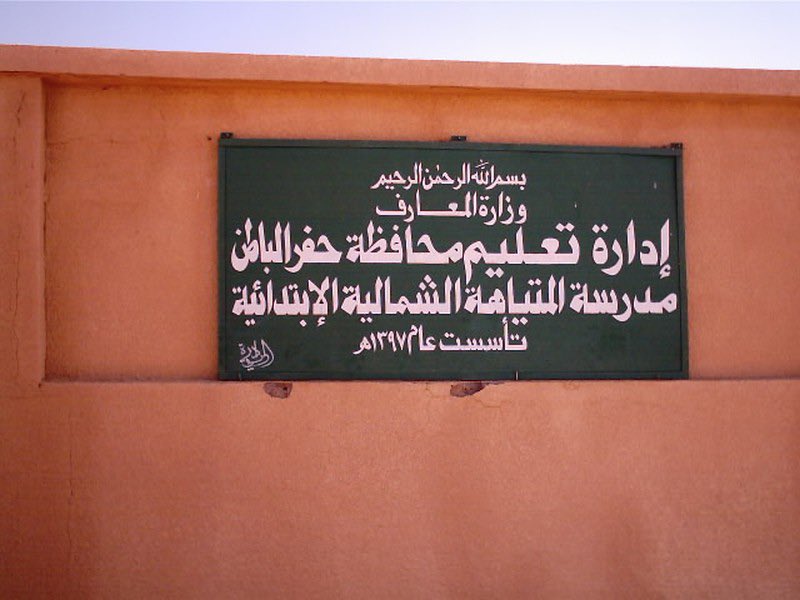 بسم الله الرحمن الرحيم
وزارة المعارف
إدارة تعليم محافظة حفر الباطن
مدرسة المتياهة الشمالية الإبتدائية
تأسست عام ١٣٩٧هـ